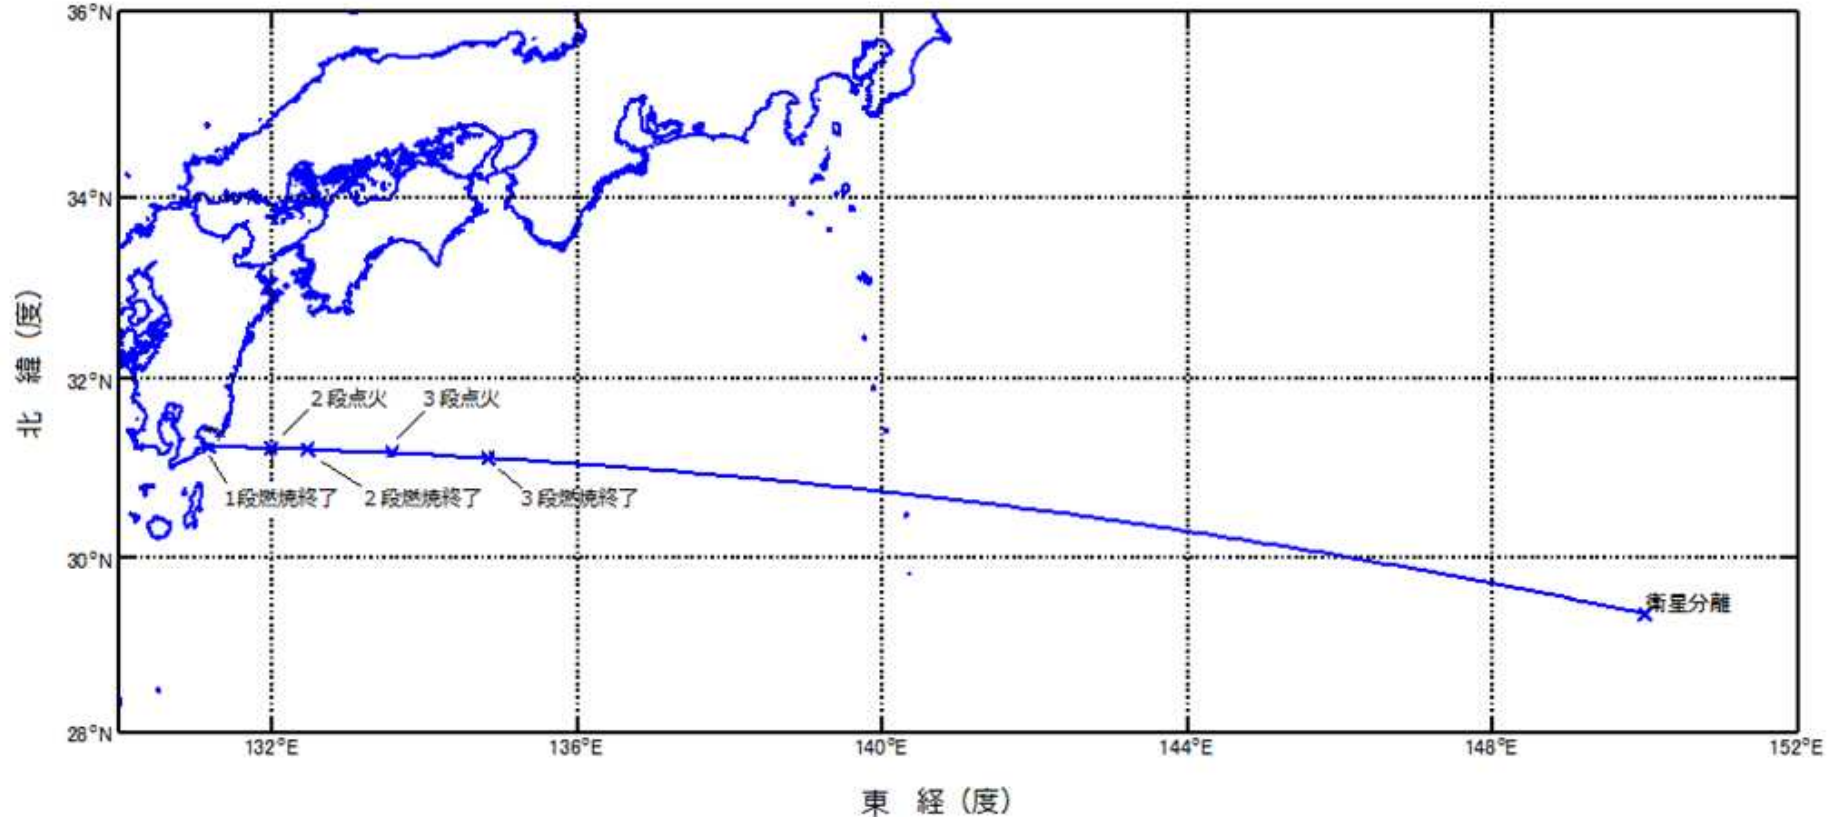 36°N
34°N
32°N
30°N
28°N
北 緯（度）
２段点火
３段点火
１段燃焼終了
２段燃焼終了
３段燃焼終了
衛星分離
132°E
136°E
140°E
144°E
148°E
152°E
東 経（度）